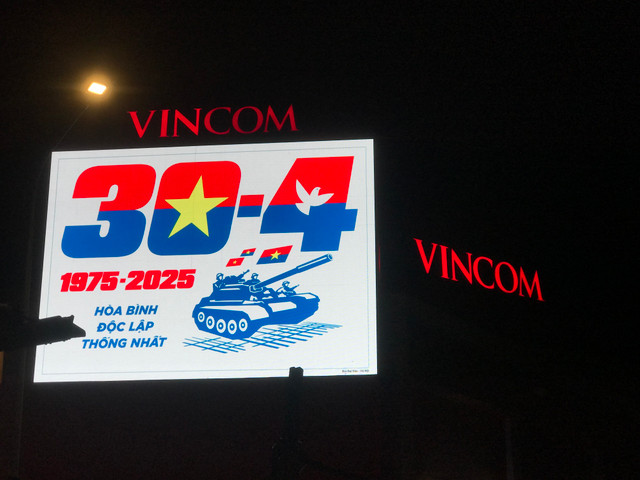 VINCOM
30-4
1975-2025
HÒA BÌNH
ĐỘC LẬP
THỐNG NHẤT
VINCOM